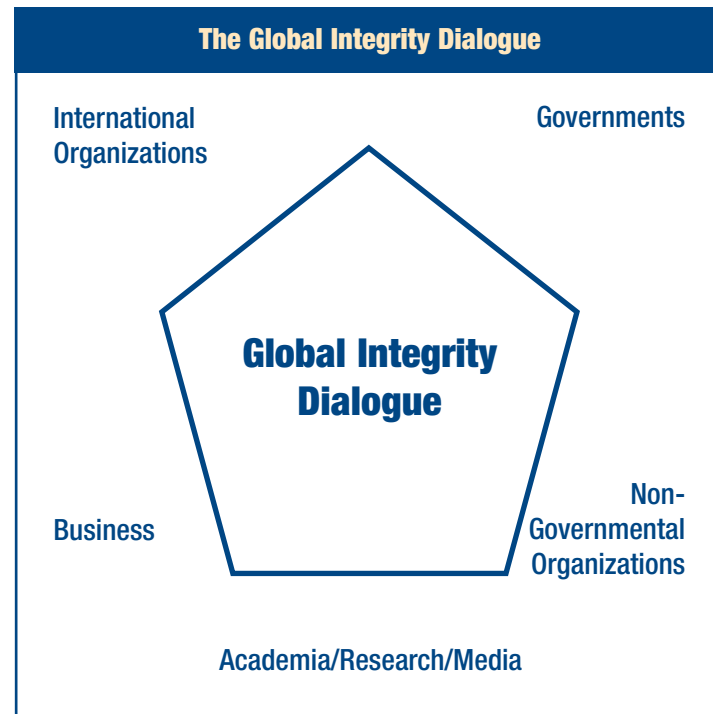 The Global Integrity Dialogue
International
Organizations
Governments
Global Integrity
Dialogue
Business
Non-
Governmental
Organizations
Academia/Research/Media